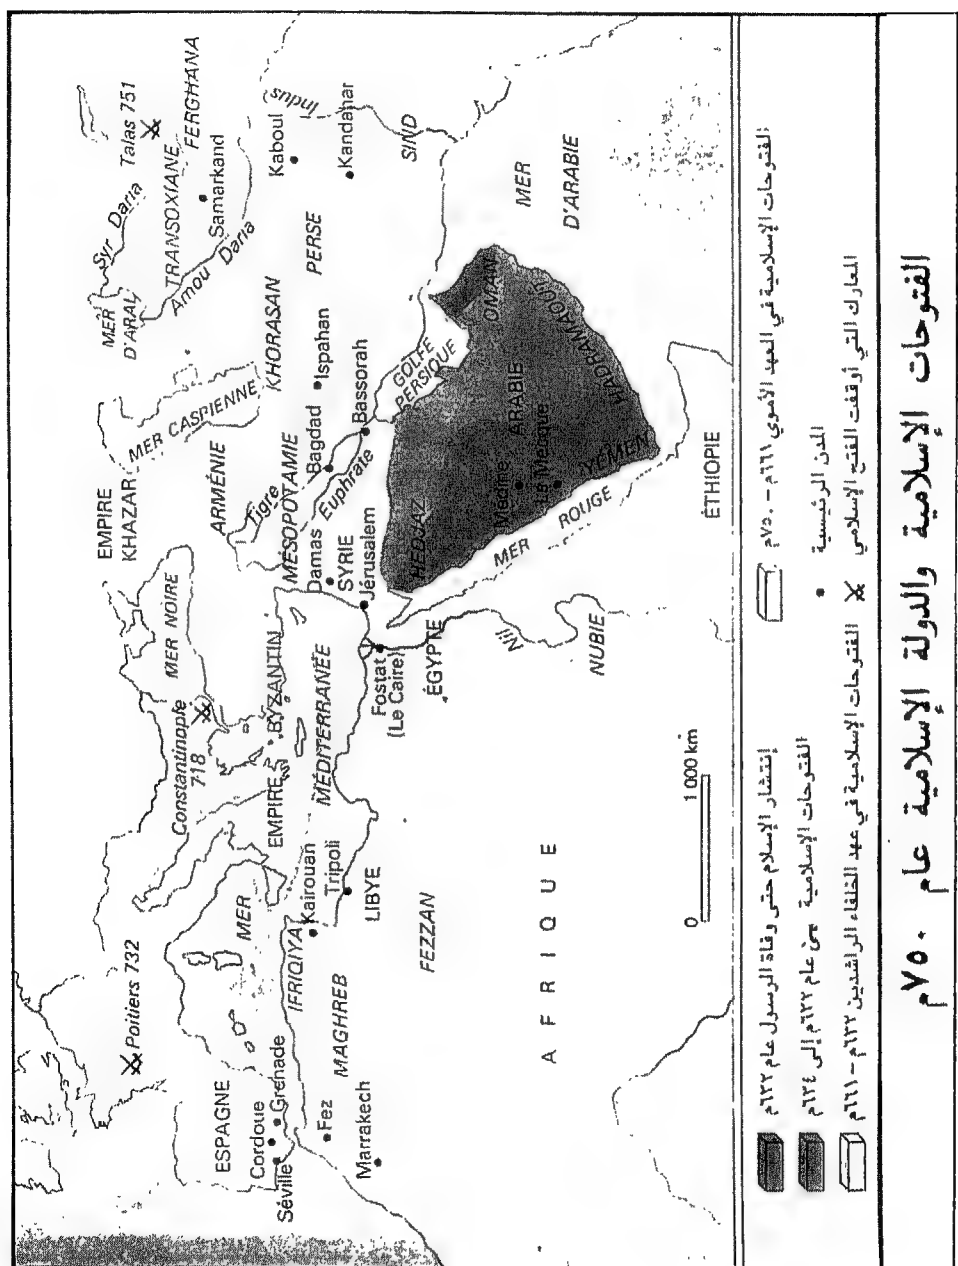 Talas 751
Syr Daria
FERGHANA
TRANSOXIANE
MER
D'ARAL
Samarkand
Amou Daria
Indus
Kaboul
Kandahar
SIND
PERSE
KHORASAN
Ispahan
MER CASPIENNE
EMPIRE
KHAZAR
ARMÉNIE
Tigre
MÉSOPOTAMIE
Bagdad
Euphrate
Bassorah
GOLFE
PERSIQUE
MER
D'ARABIE
OMAN
HADRAMAOUT
ARABIE
Médine
La Mecque
YÉMEN
HEDJAZ
MER ROUGE
ÉTHIOPIE
Damas
SYRIE
Jérusalem
MER NOIRE
Constantinople
718
EMPIRE BYZANTIN
MER MÉDITERRANÉE
Fostat
(Le Caire)
ÉGYPTE
Nil
NUBIE
Poitiers 732
ESPAGNE
Cordoue
Grenade
Séville
Fez
Marrakech
MAGHREB
IFRIQIYA
Kairouan
Tripoli
LIBYE
FEZZAN
AFRIQUE
0 1 000 km
إنتشار الإسلام حتى وفاة الرسول عام ٦٣٢م
الفتوحات الإسلامية من عام ٦٣٢م إلى ٦٣٤م
الفتوحات الإسلامية في عهد الخلفاء الراشدين ٦٣٢م - ٦٦١م
الفتوحات الإسلامية في العهد الأموي ٦٦١م - ٧٥٠م
المدن الرئيسية
المعارك التي أوقفت الفتح الإسلامي
الفتوحات الإسلامية والدولة الإسلامية عام ٧٥٠م